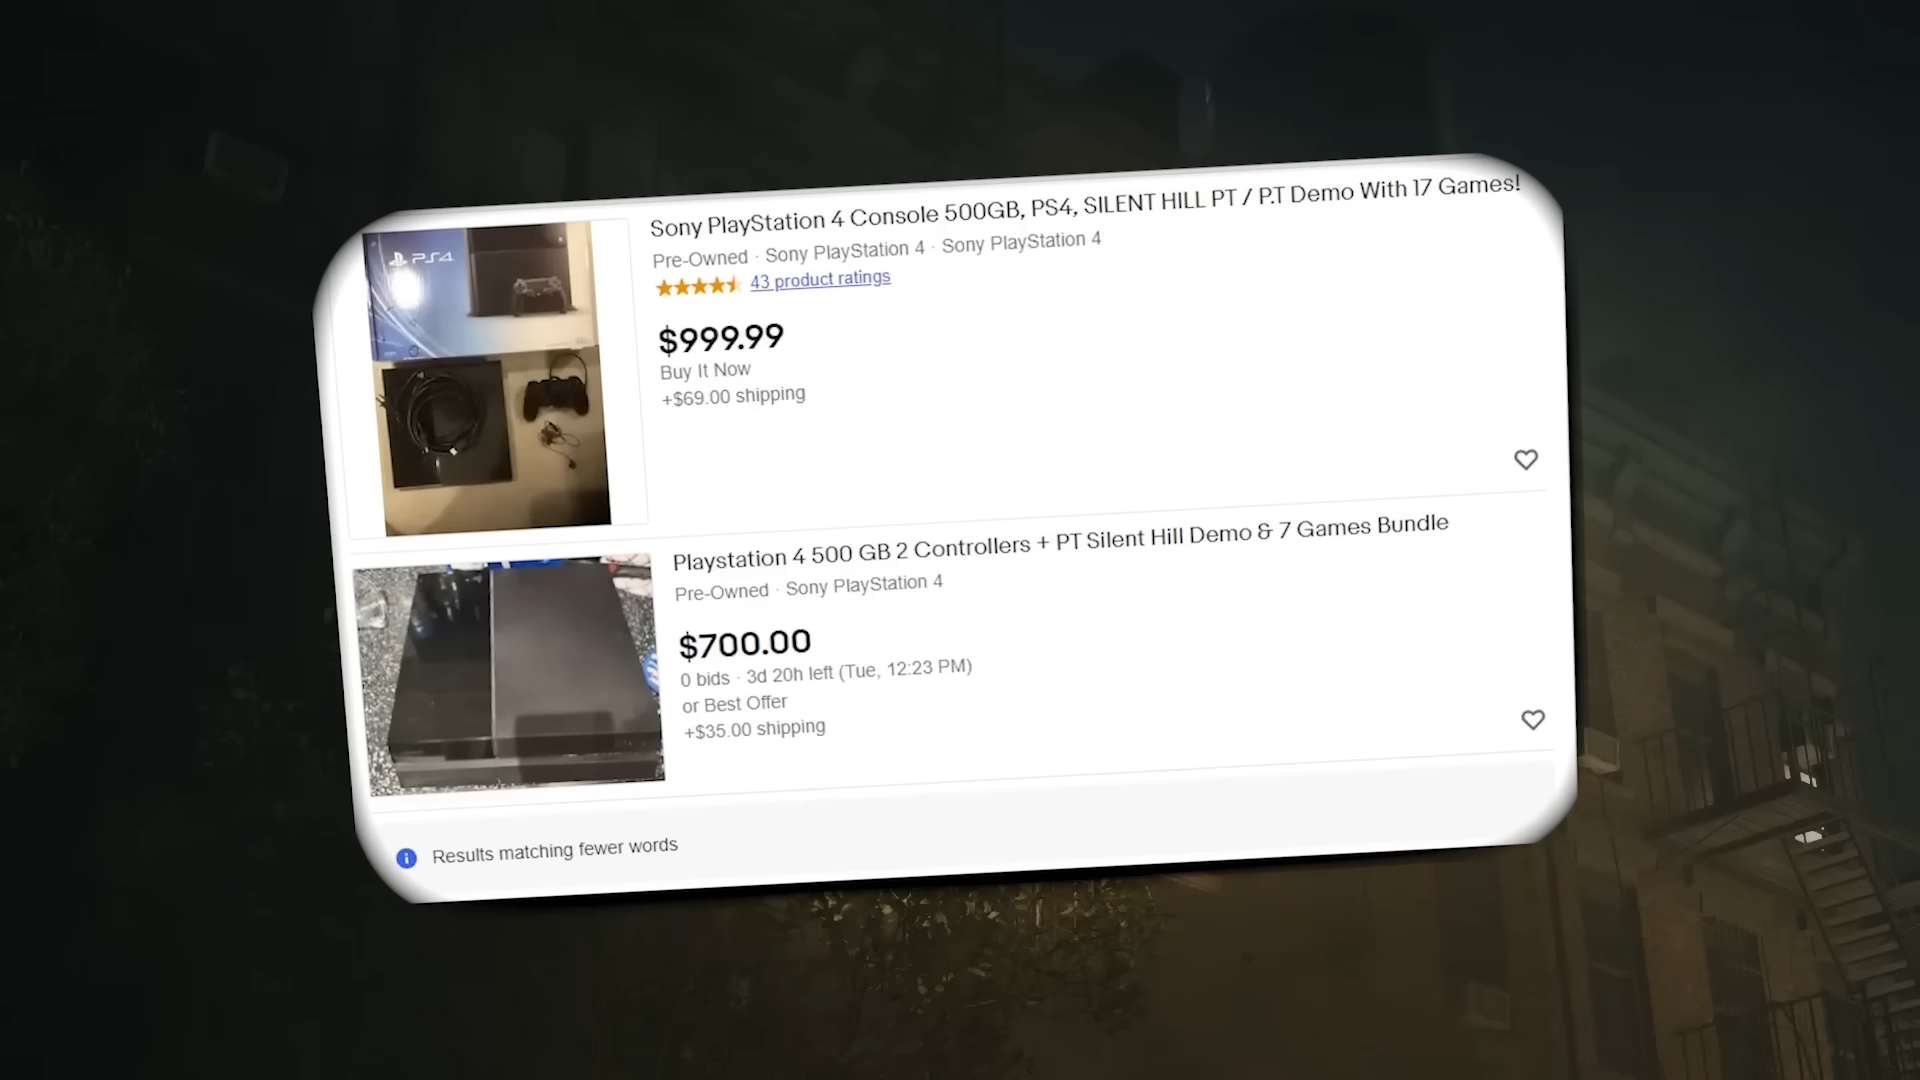 PS4
Sony PlayStation 4 Console 500GB, PS4, SILENT HILL PT / P.T Demo With 17 Games!
Pre-Owned · Sony PlayStation 4 · Sony PlayStation 4
43 product ratings
$999.99
Buy It Now
+$69.00 shipping
Playstation 4 500 GB 2 Controllers + PT Silent Hill Demo & 7 Games Bundle
Pre-Owned · Sony PlayStation 4
$700.00
0 bids · 3d 20h left (Tue, 12:23 PM)
or Best Offer
+$35.00 shipping
Results matching fewer words